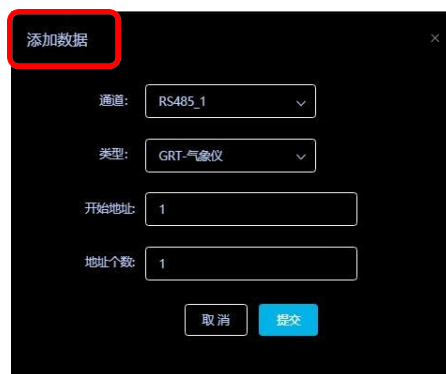 添加数据
通道: RS485_1
类型: GRT-气象仪
开始地址: 1
地址个数: 1
取消 提交